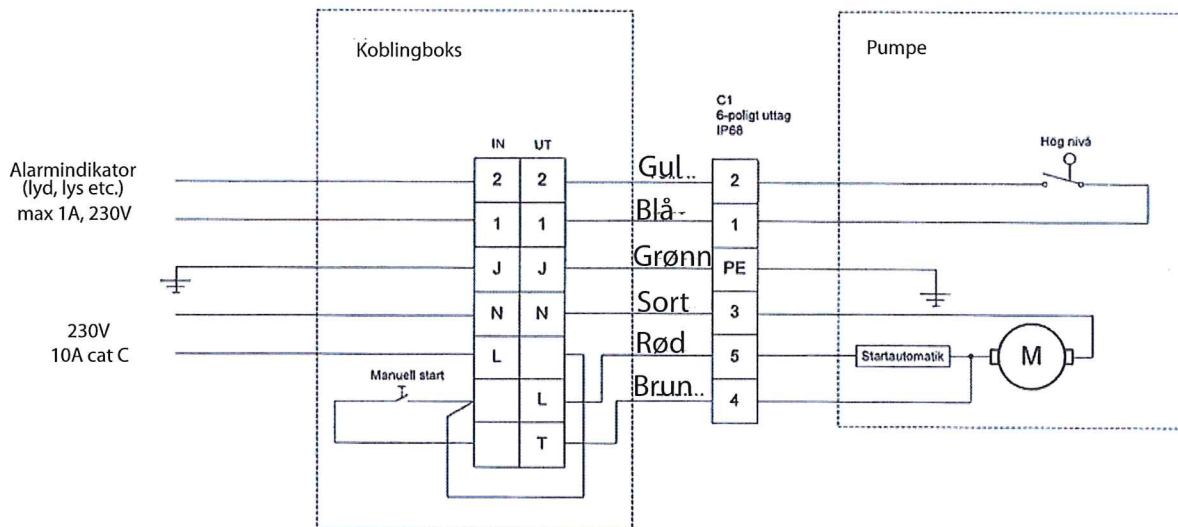 Koblingboks
Pumpe
C1
6-poligt uttag
IP68
IN UT
Hög nivå
Alarmindikator
(lyd, lys etc.)
max 1A, 230V
2 2 Gul.. 2
1 1 Blå- 1
J J Grønn PE
N N Sort 3
230V
10A cat C
L Rød 5 Startautomatik M
Manuell start
L Brun... 4
T